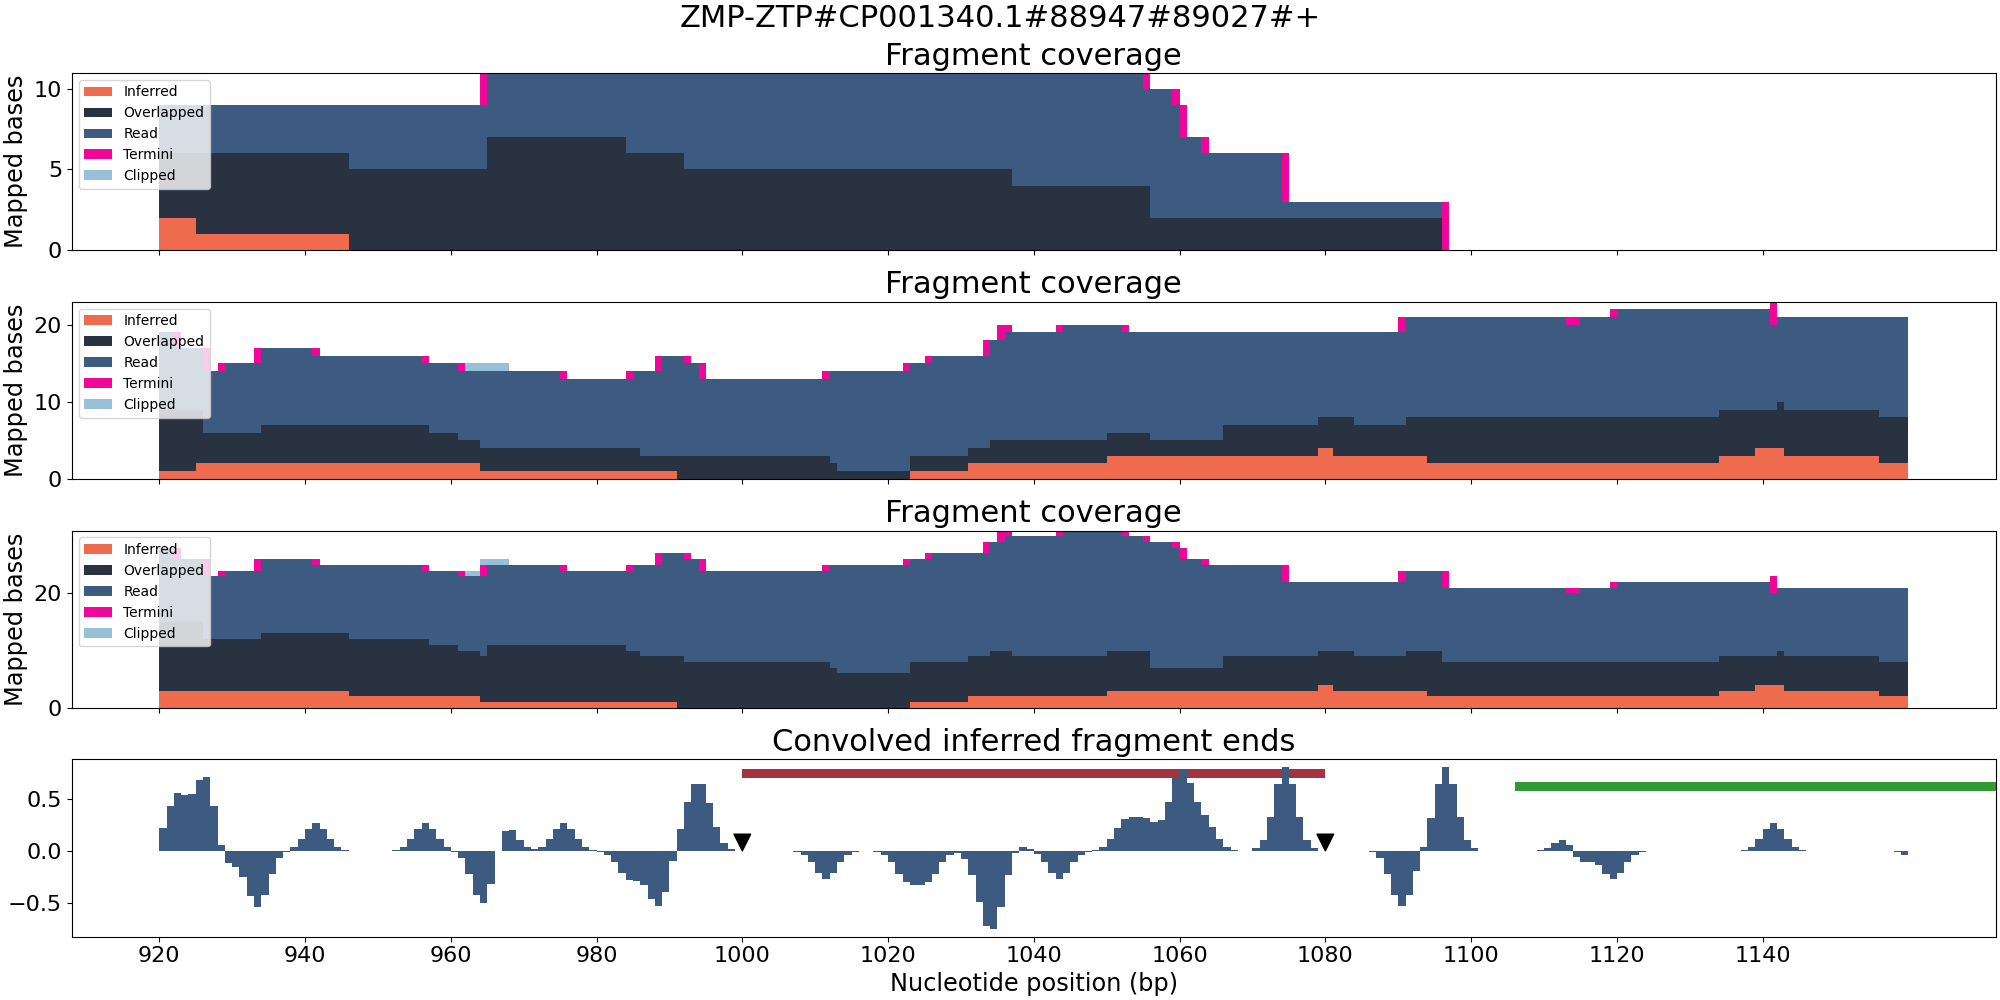 ZMP-ZTP#CP001340.1#88947#89027#+
Fragment coverage
Mapped bases
10
5
0
Inferred
Overlapped
Read
Termini
Clipped
Fragment coverage
Mapped bases
20
10
0
Inferred
Overlapped
Read
Termini
Clipped
Fragment coverage
Mapped bases
20
0
Inferred
Overlapped
Read
Termini
Clipped
Convolved inferred fragment ends
0.5
0.0
−0.5
920 940 960 980 1000 1020 1040 1060 1080 1100 1120 1140
Nucleotide position (bp)